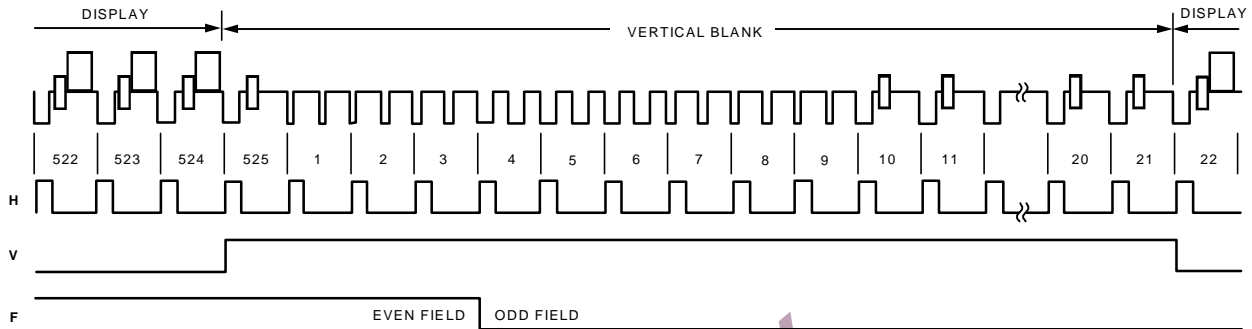 DISPLAY
VERTICAL BLANK
DISPLAY
522 523 524 525 1 2 3 4 5 6 7 8 9 10 11 20 21 22
H
V
EVEN FIELD ODD FIELD
F